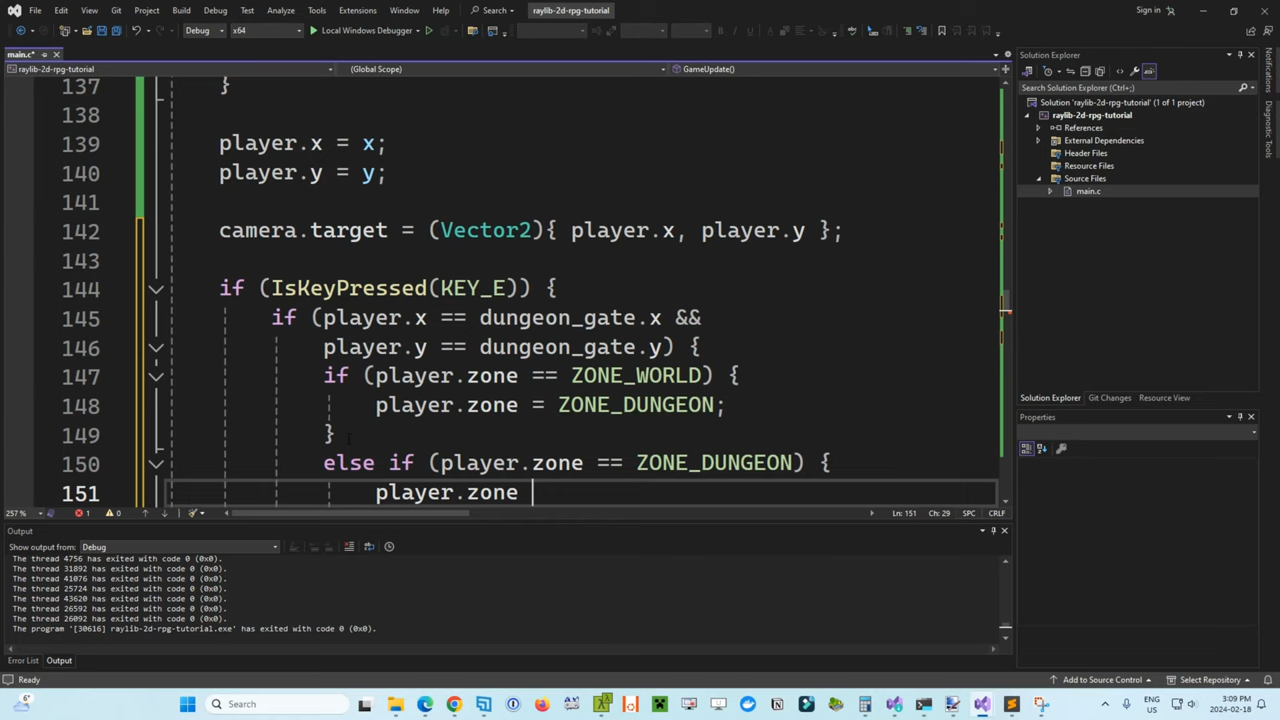 File Edit View Git Project Build Debug Test Analyze Tools Extensions Window Help Search raylib-2d-rpg-tutorial Sign in
Debug x64 Local Windows Debugger
main.c* Solution Explorer
raylib-2d-rpg-tutorial (Global Scope) GameUpdate()
Search Solution Explorer (Ctrl+;)
Solution 'raylib-2d-rpg-tutorial' (1 of 1 project)
raylib-2d-rpg-tutorial
References
External Dependencies
Header Files
Resource Files
Source Files
main.c
Notifications
Diagnostic Tools
137 }
138
139 player.x = x;
140 player.y = y;
141
142 camera.target = (Vector2){ player.x, player.y };
143
144 if (IsKeyPressed(KEY_E)) {
145 if (player.x == dungeon_gate.x &&
146 player.y == dungeon_gate.y) {
147 if (player.zone == ZONE_WORLD) {
148 player.zone = ZONE_DUNGEON;
149 }
150 else if (player.zone == ZONE_DUNGEON) {
151 player.zone
Solution Explorer Git Changes Resource View
Properties
257 % 1 0 Ln: 151 Ch: 29 SPC CRLF
Output
Show output from: Debug
The thread 4756 has exited with code 0 (0x0).
The thread 31892 has exited with code 0 (0x0).
The thread 41076 has exited with code 0 (0x0).
The thread 25724 has exited with code 0 (0x0).
The thread 43620 has exited with code 0 (0x0).
The thread 26592 has exited with code 0 (0x0).
The thread 26092 has exited with code 0 (0x0).
The program '[30616] raylib-2d-rpg-tutorial.exe' has exited with code 0 (0x0).
Error List Output
Ready Add to Source Control Select Repository
6° Search ENG US 3:09 PM 2024-02-18